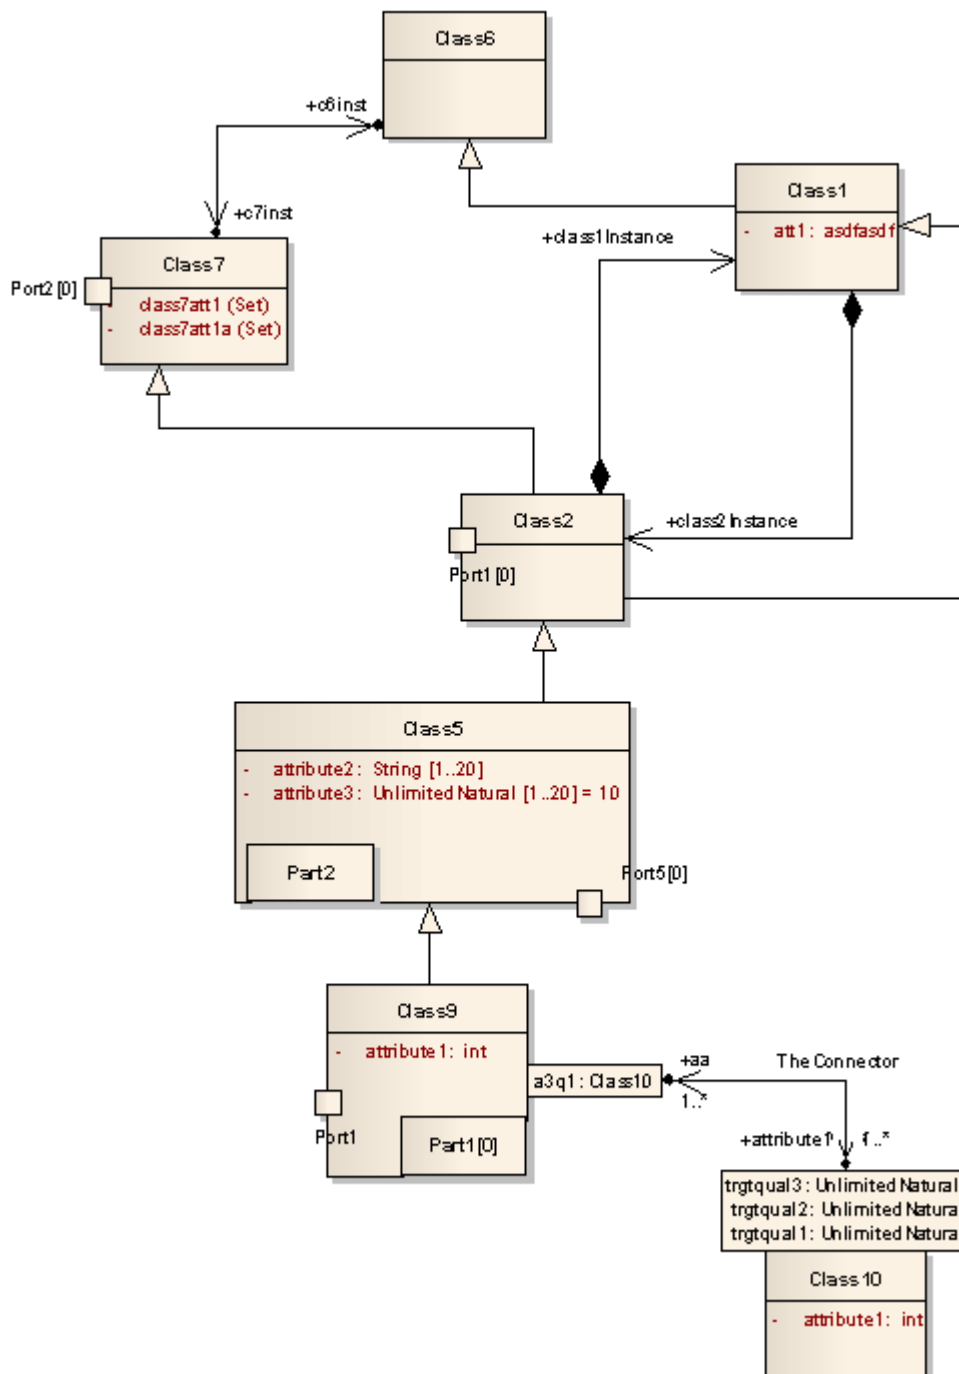 Class6
+c6inst
Class1
- att1: asdfasdf
+c7inst
+class1Instance
Class7
Port2 [0]
- class7att1 (Set)
- class7att1a (Set)
Class2
+class2Instance
Port1 [0]
Class5
- attribute2: String [1..20]
- attribute3: UnlimitedNatural [1..20] = 10
Part2
Port5[0]
Class9
- attribute1: int
+aa
The Connector
a3q1 : Class10
1..*
Port1
Part1[0]
+attribute1'
1..*
trgtqual3 : UnlimitedNatural
trgtqual2 : UnlimitedNatura
trgtqual1 : UnlimitedNatura
Class10
- attribute1: int